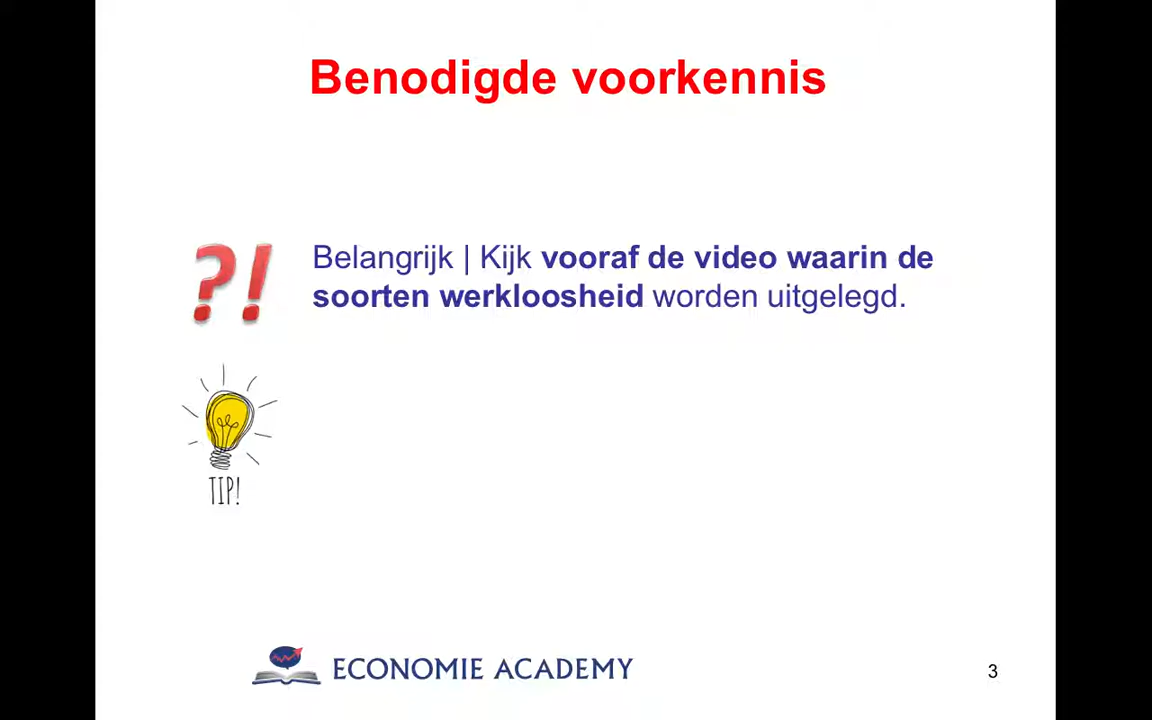 Benodigde voorkennis
?!
Belangrijk | Kijk vooraf de video waarin de
soorten werkloosheid worden uitgelegd.
TIP!
ECONOMIE ACADEMY
3